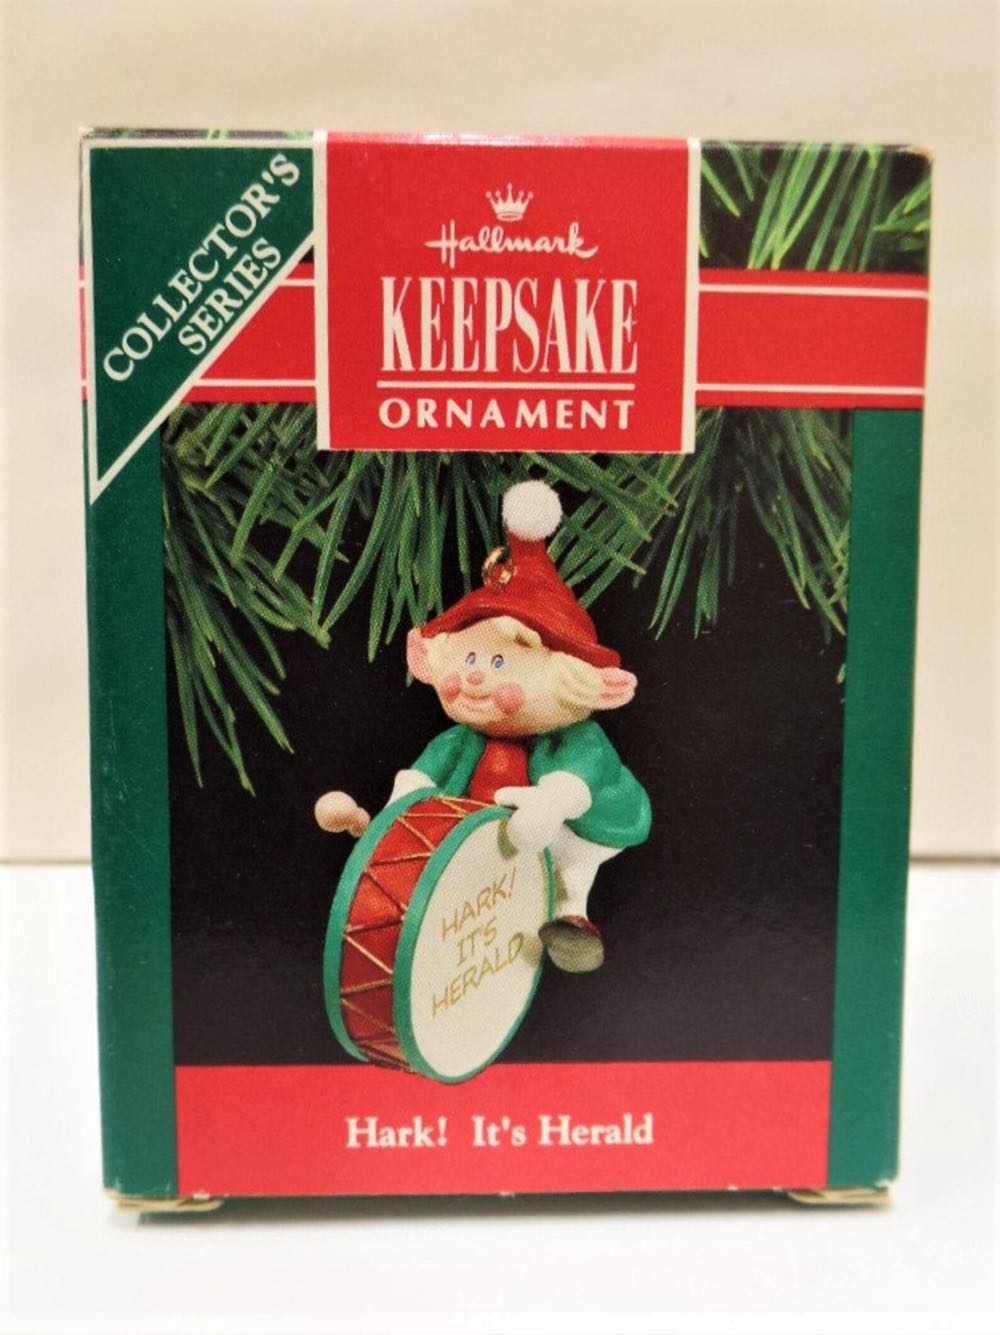 COLLECTOR'S
SERIES
Hallmark
KEEPSAKE
ORNAMENT
HARK!
IT'S
HERALD
Hark! It's Herald